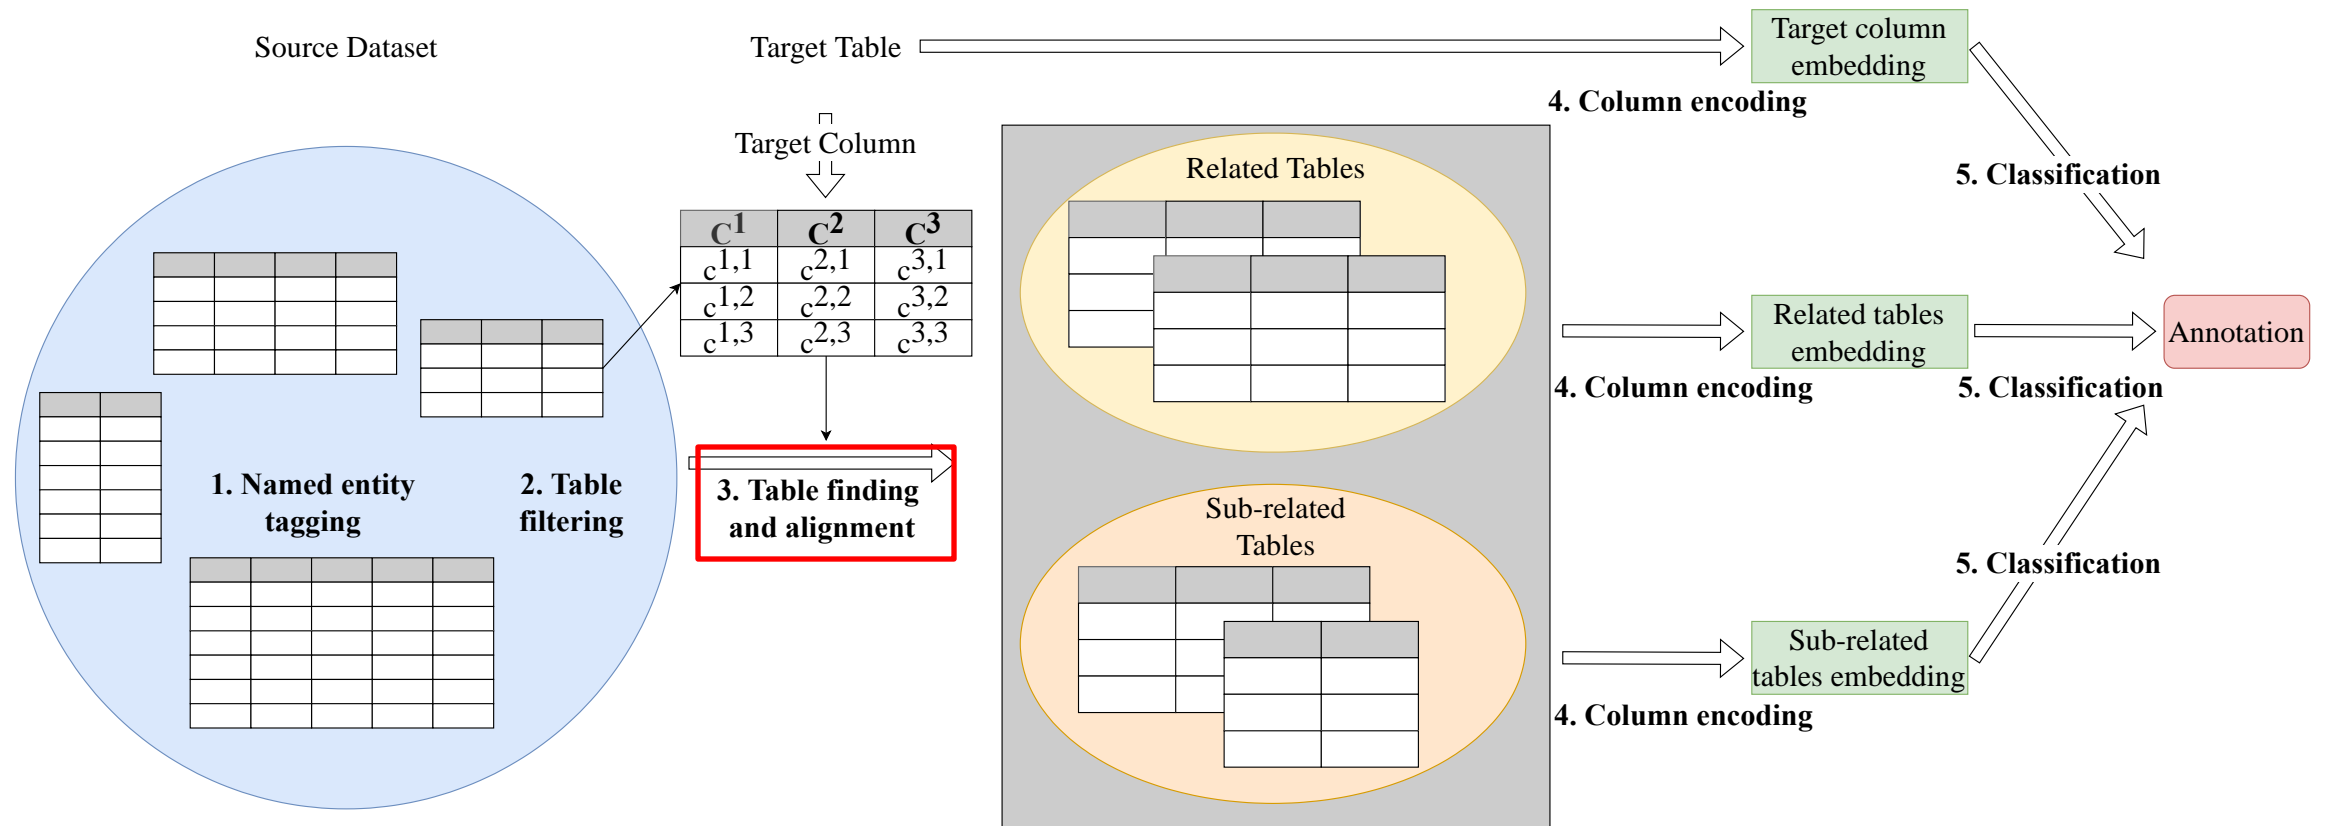 Source Dataset
Target Table
Target column
embedding
4. Column encoding
Target Column
5. Classification
Related Tables
C1 C2 C3
c1,1 c2,1 c3,1
c1,2 c2,2 c3,2
c1,3 c2,3 c3,3
Related tables
embedding
Annotation
4. Column encoding
5. Classification
1. Named entity
tagging
2. Table
filtering
3. Table finding
and alignment
Sub-related
Tables
5. Classification
Sub-related
tables embedding
4. Column encoding